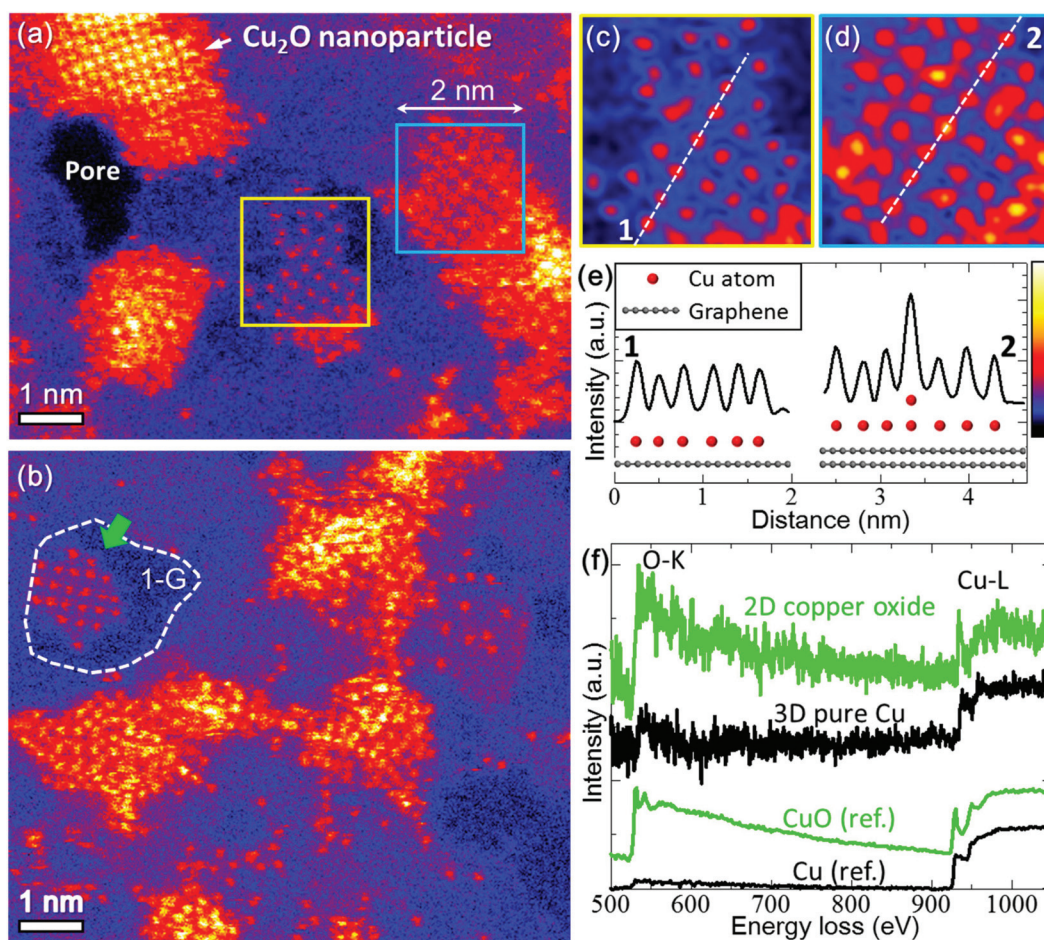 (a)
Cu₂O nanoparticle
2 nm
Pore
1 nm
(b)
1-G
1 nm
(c)
1
(d)
2
(e)
Cu atom
Graphene
1
2
Intensity (a.u.)
0 1 2 3 4
Distance (nm)
(f)
O-K
Cu-L
2D copper oxide
3D pure Cu
CuO (ref.)
Cu (ref.)
Intensity (a.u.)
500 600 700 800 900 1000
Energy loss (eV)